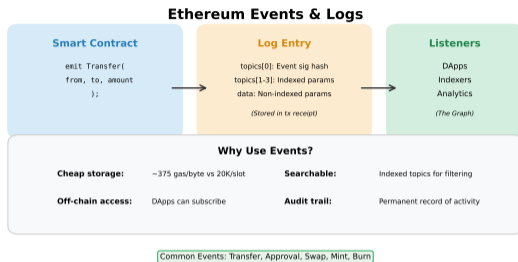 Ethereum Events & Logs
Smart Contract
emit Transfer(
from, to, amount
);
Log Entry
topics[0]: Event sig hash
topics[1-3]: Indexed params
data: Non-indexed params
(Stored in tx receipt)
Listeners
DApps
Indexers
Analytics
(The Graph)
Why Use Events?
Cheap storage: ~375 gas/byte vs 20K/slot
Searchable: Indexed topics for filtering
Off-chain access: DApps can subscribe
Audit trail: Permanent record of activity
Common Events: Transfer, Approval, Swap, Mint, Burn